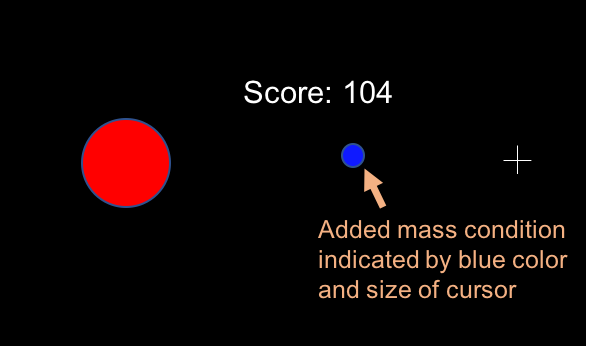 Score: 104
Added mass condition
indicated by blue color
and size of cursor